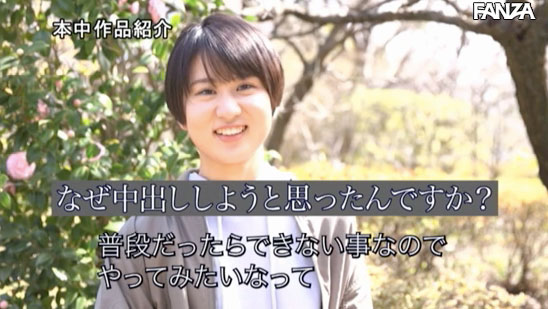 FANZA
本中作品紹介
なぜ中出ししようと思ったんですか?
普段だったらできない事なので
やってみたいなって